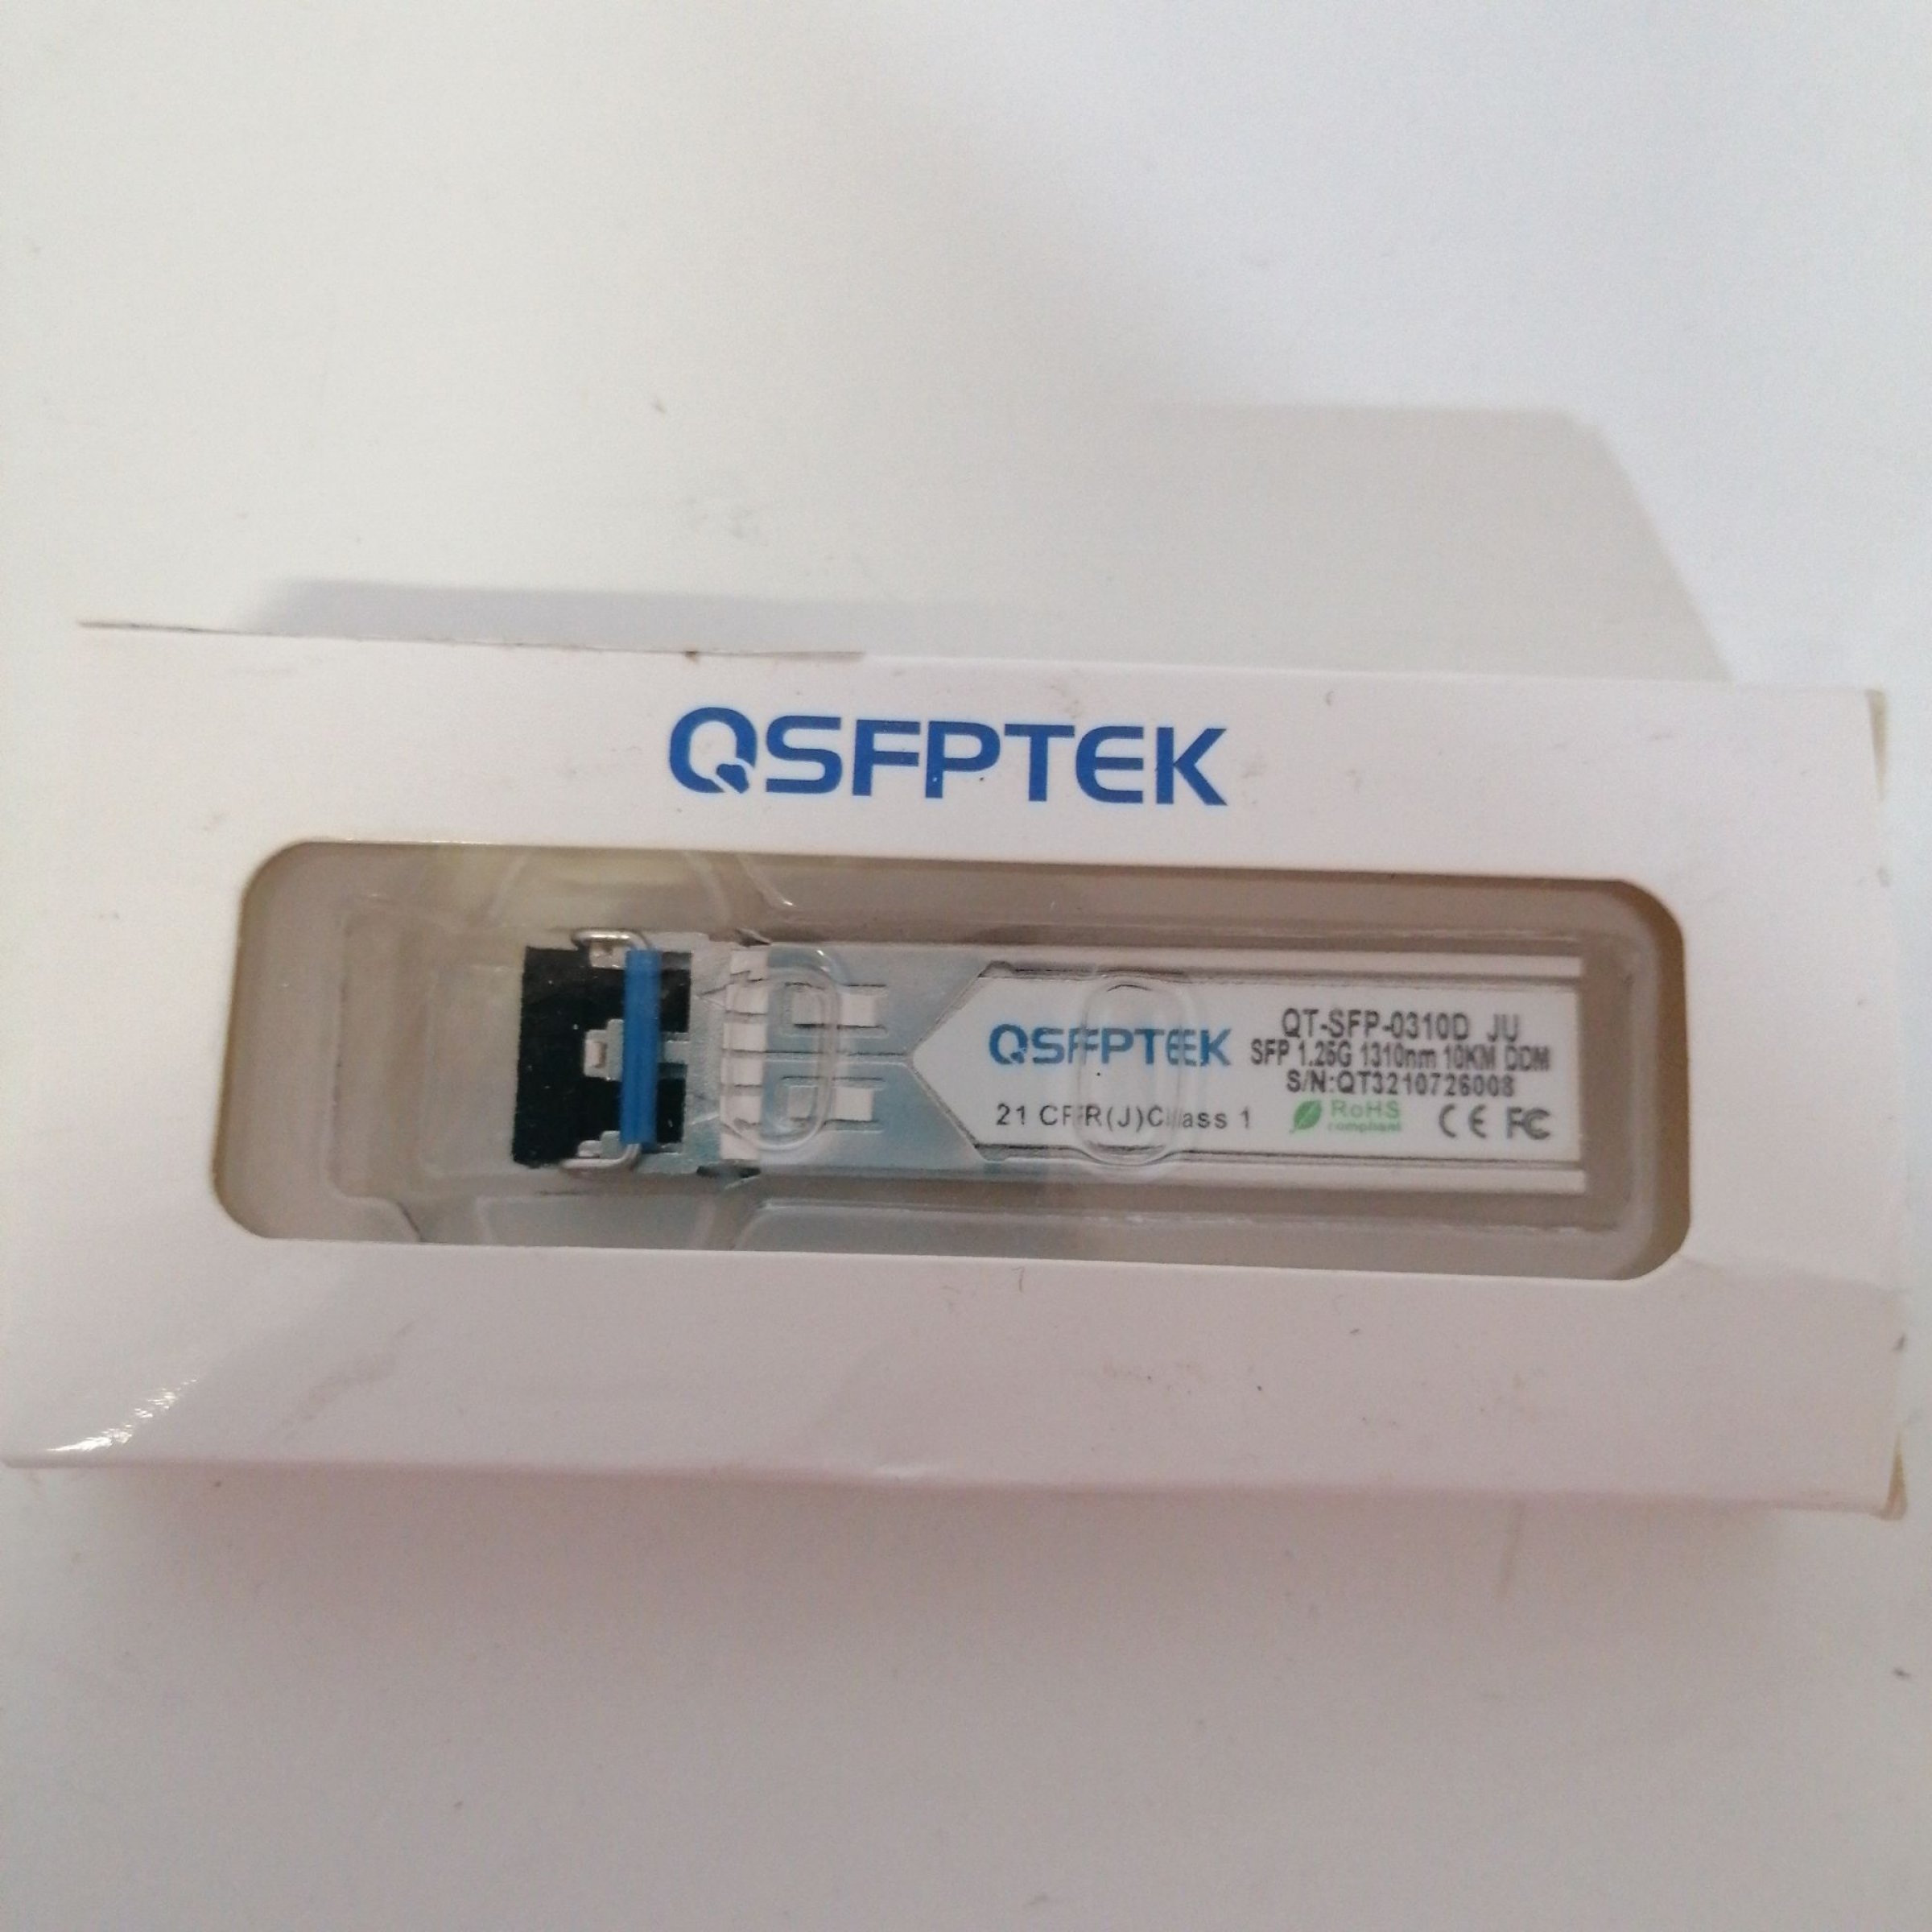 QSFPTEK
QSFPTEK
QT-SFP-0310D JU
SFP 1.25G 1310nm 10KM DDM
S/N:QT3210726008
21 CFR(J)Class 1
RoHS
compliant
CE FC